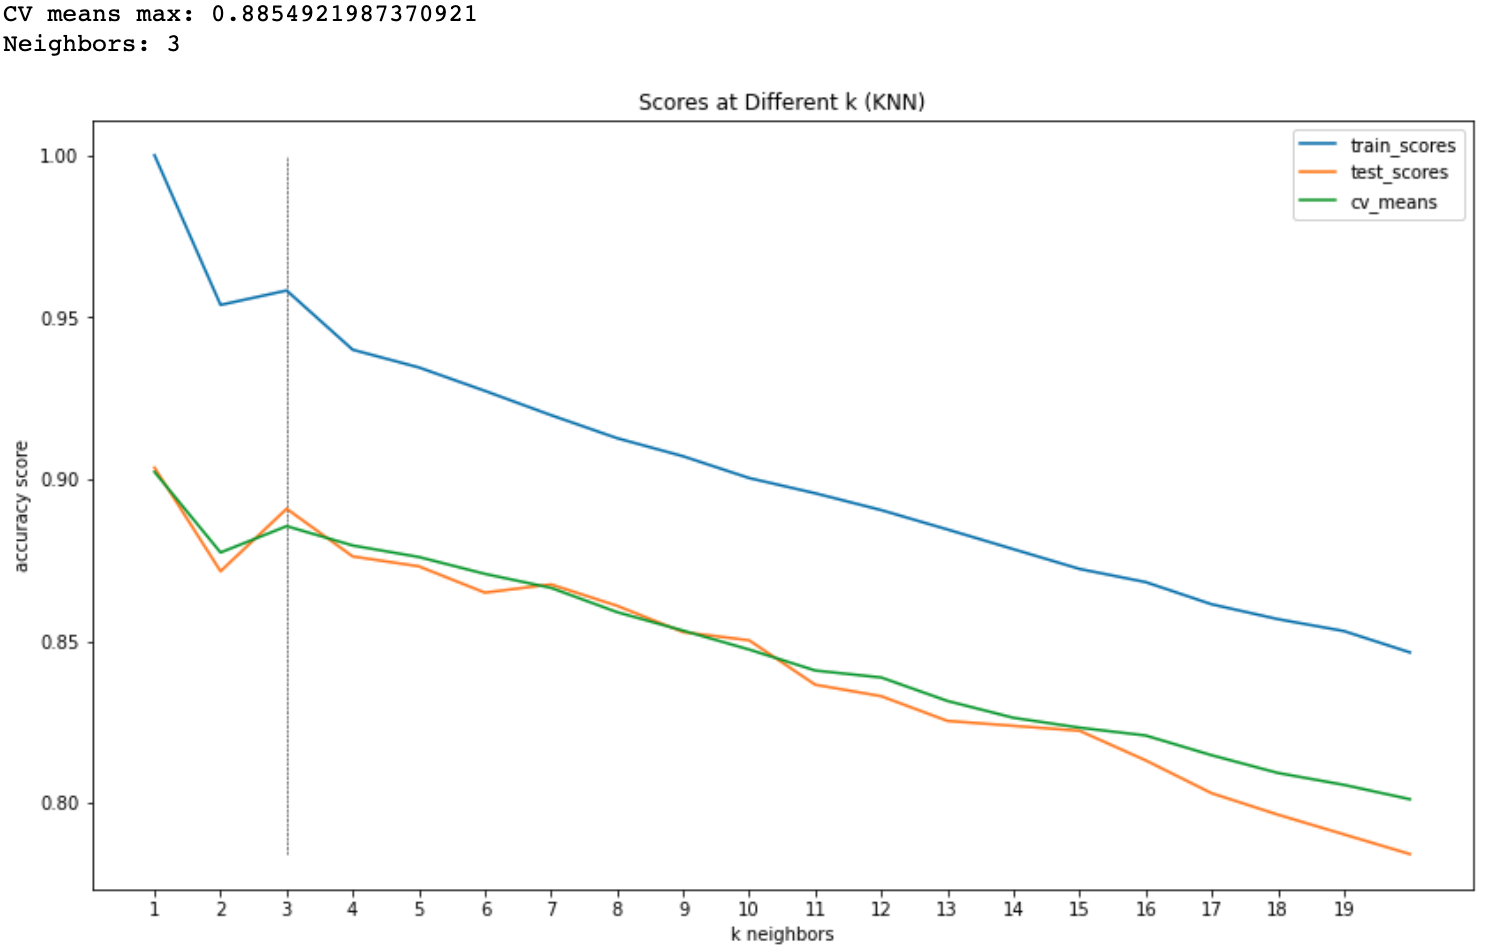 CV means max: 0.8854921987370921
Neighbors: 3
Scores at Different k (KNN)
train_scores
test_scores
cv_means
1.00
0.95
0.90
0.85
0.80
accuracy score
1 2 3 4 5 6 7 8 9 10 11 12 13 14 15 16 17 18 19
k neighbors